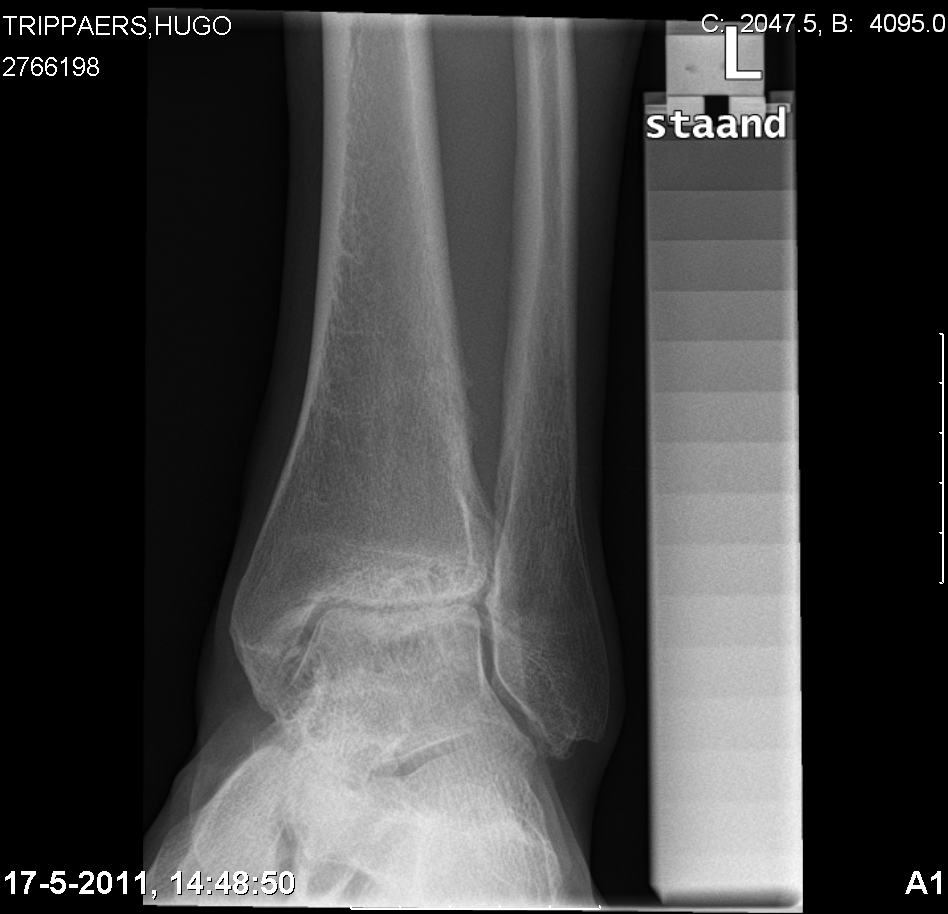 TRIPPAERS,HUGO
C: 2047.5, B: 4095.0
2766198
L
staand
17-5-2011, 14:48:50
A1